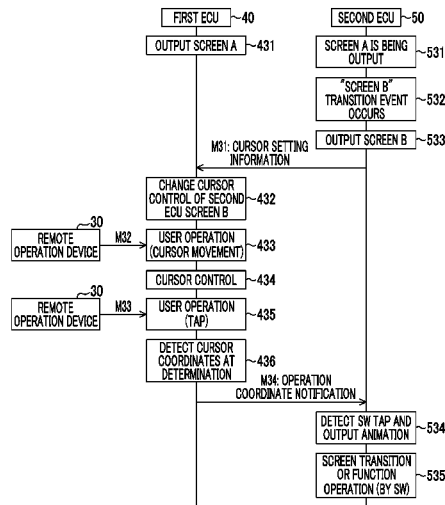 FIRST ECU 40
SECOND ECU 50
OUTPUT SCREEN A 431
SCREEN A IS BEING
OUTPUT 531
"SCREEN B"
TRANSITION EVENT
OCCURS 532
OUTPUT SCREEN B 533
M31: CURSOR SETTING
INFORMATION
CHANGE CURSOR
CONTROL OF SECOND
ECU SCREEN B 432
30
REMOTE
OPERATION DEVICE
M32
USER OPERATION
(CURSOR MOVEMENT) 433
CURSOR CONTROL 434
30
REMOTE
OPERATION DEVICE
M33
USER OPERATION
(TAP) 435
DETECT CURSOR
COORDINATES AT
DETERMINATION 436
M34: OPERATION
COORDINATE NOTIFICATION
DETECT SW TAP AND
OUTPUT ANIMATION 534
SCREEN TRANSITION
OR FUNCTION
OPERATION (BY SW) 535